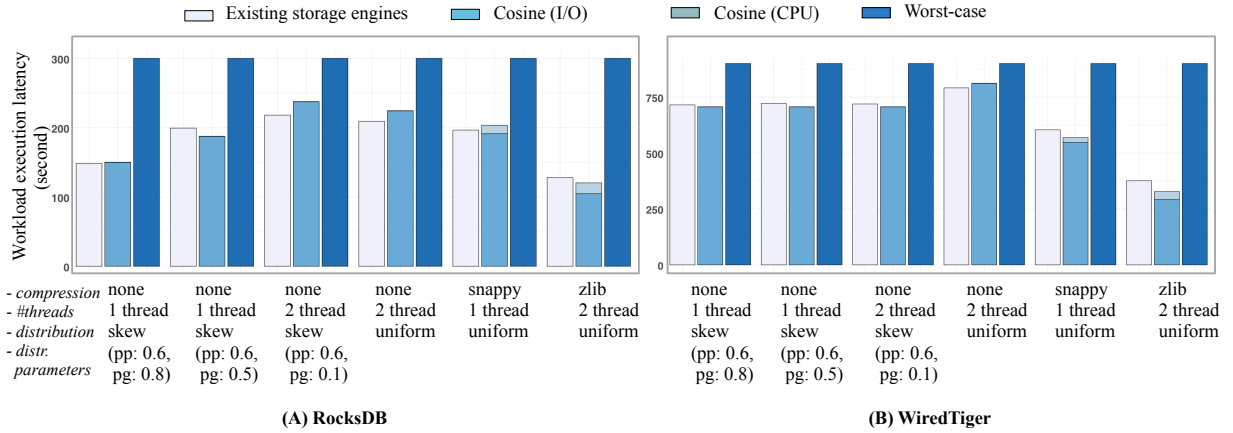 Existing storage engines Cosine (I/O) Cosine (CPU) Worst-case
Workload execution latency
(second)
300
200
100
0
750
500
250
0
- compression none none none none snappy zlib
- #threads 1 thread 1 thread 2 thread 2 thread 1 thread 2 thread
- distribution skew skew skew uniform uniform uniform
- distr. (pp: 0.6, (pp: 0.6, (pp: 0.6,
parameters pg: 0.8) pg: 0.5) pg: 0.1)
(A) RocksDB
none none none none snappy zlib
1 thread 1 thread 2 thread 2 thread 1 thread 2 thread
skew skew skew uniform uniform uniform
(pp: 0.6, (pp: 0.6, (pp: 0.6,
pg: 0.8) pg: 0.5) pg: 0.1)
(B) WiredTiger